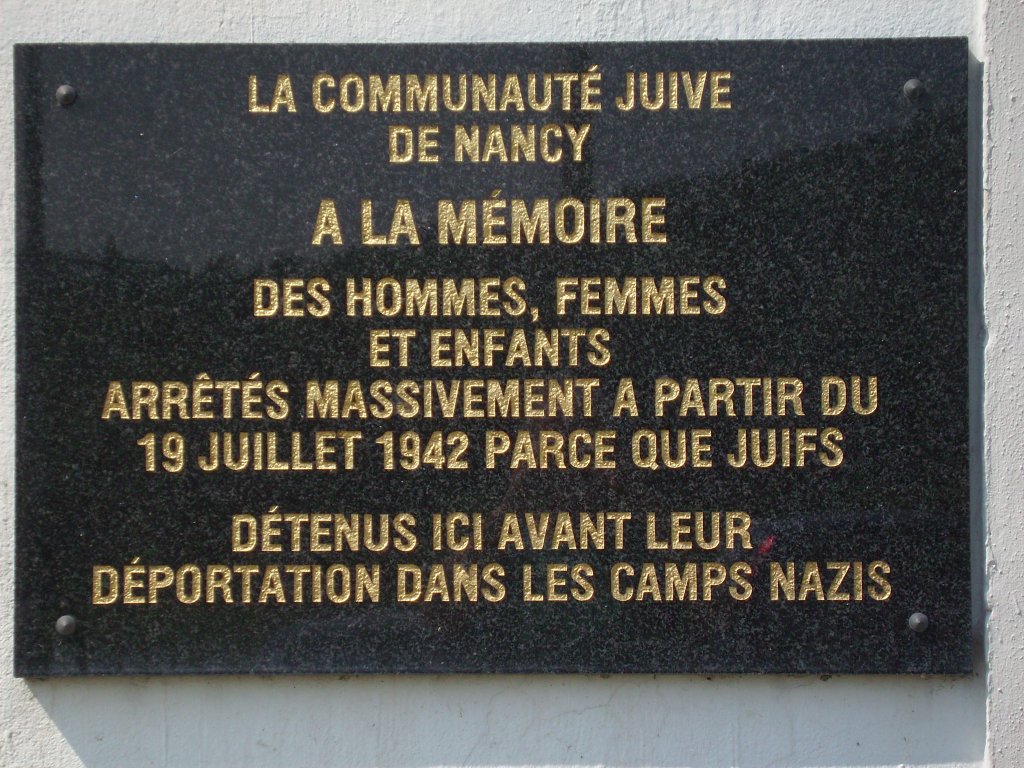 LA COMMUNAUTÉ JUIVE
DE NANCY
A LA MÉMOIRE
DES HOMMES, FEMMES
ET ENFANTS
ARRÊTÉS MASSIVEMENT A PARTIR DU
19 JUILLET 1942 PARCE QUE JUIFS
DÉTENUS ICI AVANT LEUR
DÉPORTATION DANS LES CAMPS NAZIS